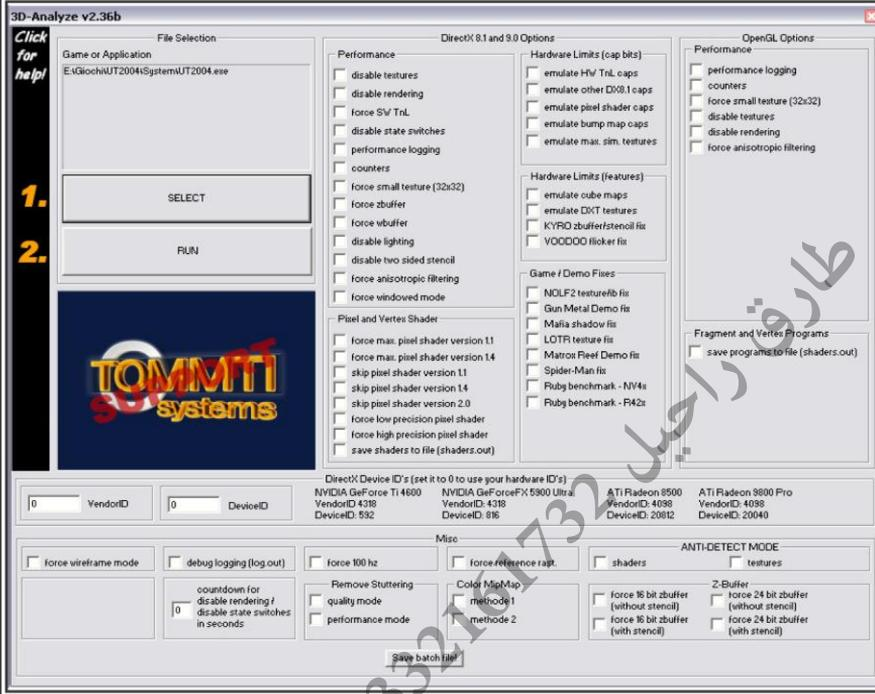 3D-Analyze v2.36b
Click for help!
1.
2.
File Selection
Game or Application
E:\Giochi\UT2004\System\UT2004.exe
SELECT
RUN
TOMMTI
SUPPORT
systems
DirectX 8.1 and 9.0 Options
Performance
disable textures
disable rendering
force SW TnL
disable state switches
performance logging
counters
force small texture (32x32)
force zbuffer
force wbuffer
disable lighting
disable two sided stencil
force anisotropic filtering
force windowed mode
Pixel and Vertex Shader
force max. pixel shader version 1.1
force max. pixel shader version 1.4
skip pixel shader version 1.1
skip pixel shader version 1.4
skip pixel shader version 2.0
force low precision pixel shader
force high precision pixel shader
save shaders to file (shaders.out)
Hardware Limits (cap bits)
emulate HW TnL caps
emulate other DX8.1 caps
emulate pixel shader caps
emulate bump map caps
emulate max. sim. textures
Hardware Limits (features)
emulate cube maps
emulate DXT textures
KYRO zbuffer/stencil fix
VOODOO flicker fix
Game / Demo Fixes
NOLF2 texture/lib fix
Gun Metal Demo fix
Mafia shadow fix
LOTR texture fix
Matrox Reef Demo fix
Spider-Man fix
Ruby benchmark - NV4x
Ruby benchmark - R42x
OpenGL Options
Performance
performance logging
counters
force small texture (32x32)
disable textures
disable rendering
force anisotropic filtering
Fragment and Vertex Programs
save programs to file (shaders.out)
DirectX Device ID's (set it to 0 to use your hardware ID's)
0 VendorID
0 DeviceID
NVIDIA GeForce Ti 4600
VendorID 4318
DeviceID: 592
NVIDIA GeForceFX 5900 Ultra
VendorID: 4318
DeviceID: 816
ATi Radeon 8500
VendorID: 4098
DeviceID: 20812
ATi Radeon 9800 Pro
VendorID: 4098
DeviceID: 20040
Misc
force wireframe mode
debug logging (log.out)
force 100 hz
force reference rast.
ANTI-DETECT MODE
shaders
textures
0
countdown for
disable rendering /
disable state switches
in seconds
Remove Stuttering
quality mode
performance mode
Color MipMap
methode 1
methode 2
Z-Buffer
force 16 bit zbuffer
(without stencil)
force 24 bit zbuffer
(without stencil)
force 16 bit zbuffer
(with stencil)
force 24 bit zbuffer
(with stencil)
Save batch file!
طارق راحيل